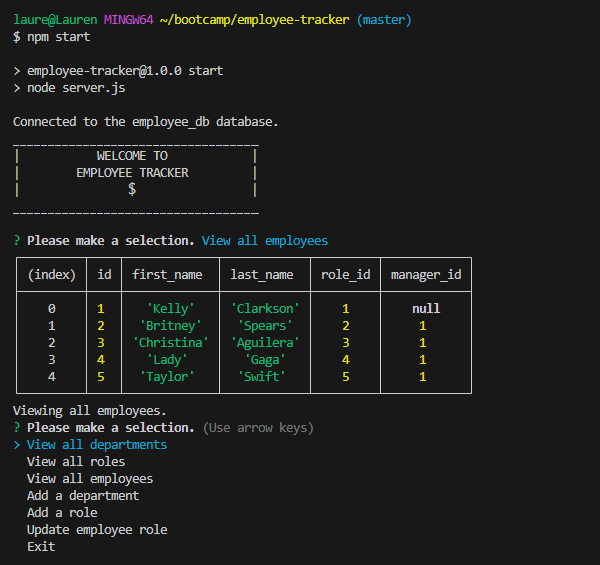 laure@Lauren MINGW64 ~/bootcamp/employee-tracker (master)
$ npm start
> employee-tracker@1.0.0 start
> node server.js
Connected to the employee_db database.
WELCOME TO
EMPLOYEE TRACKER
$
? Please make a selection. View all employees
(index) id first_name last_name role_id manager_id
0 1 'Kelly' 'Clarkson' 1 null
1 2 'Britney' 'Spears' 2 1
2 3 'Christina' 'Aguilera' 3 1
3 4 'Lady' 'Gaga' 4 1
4 5 'Taylor' 'Swift' 5 1
Viewing all employees.
? Please make a selection. (Use arrow keys)
> View all departments
View all roles
View all employees
Add a department
Add a role
Update employee role
Exit